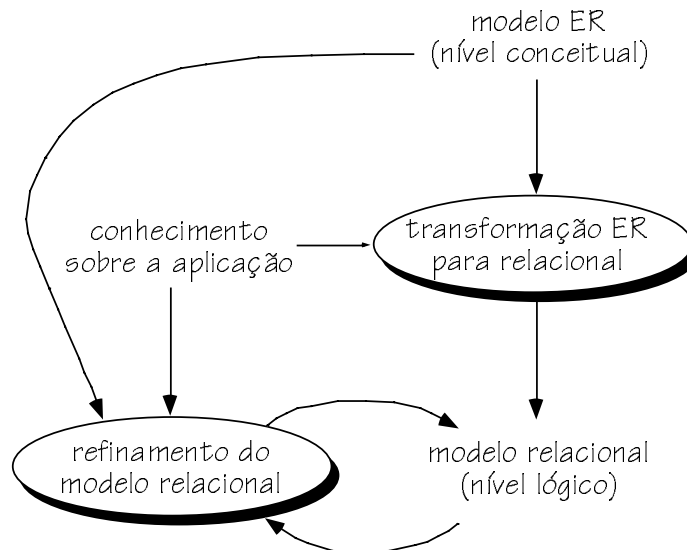 modelo ER
(nível conceitual)
conhecimento
sobre a aplicação
transformação ER
para relacional
refinamento do
modelo relacional
modelo relacional
(nível lógico)